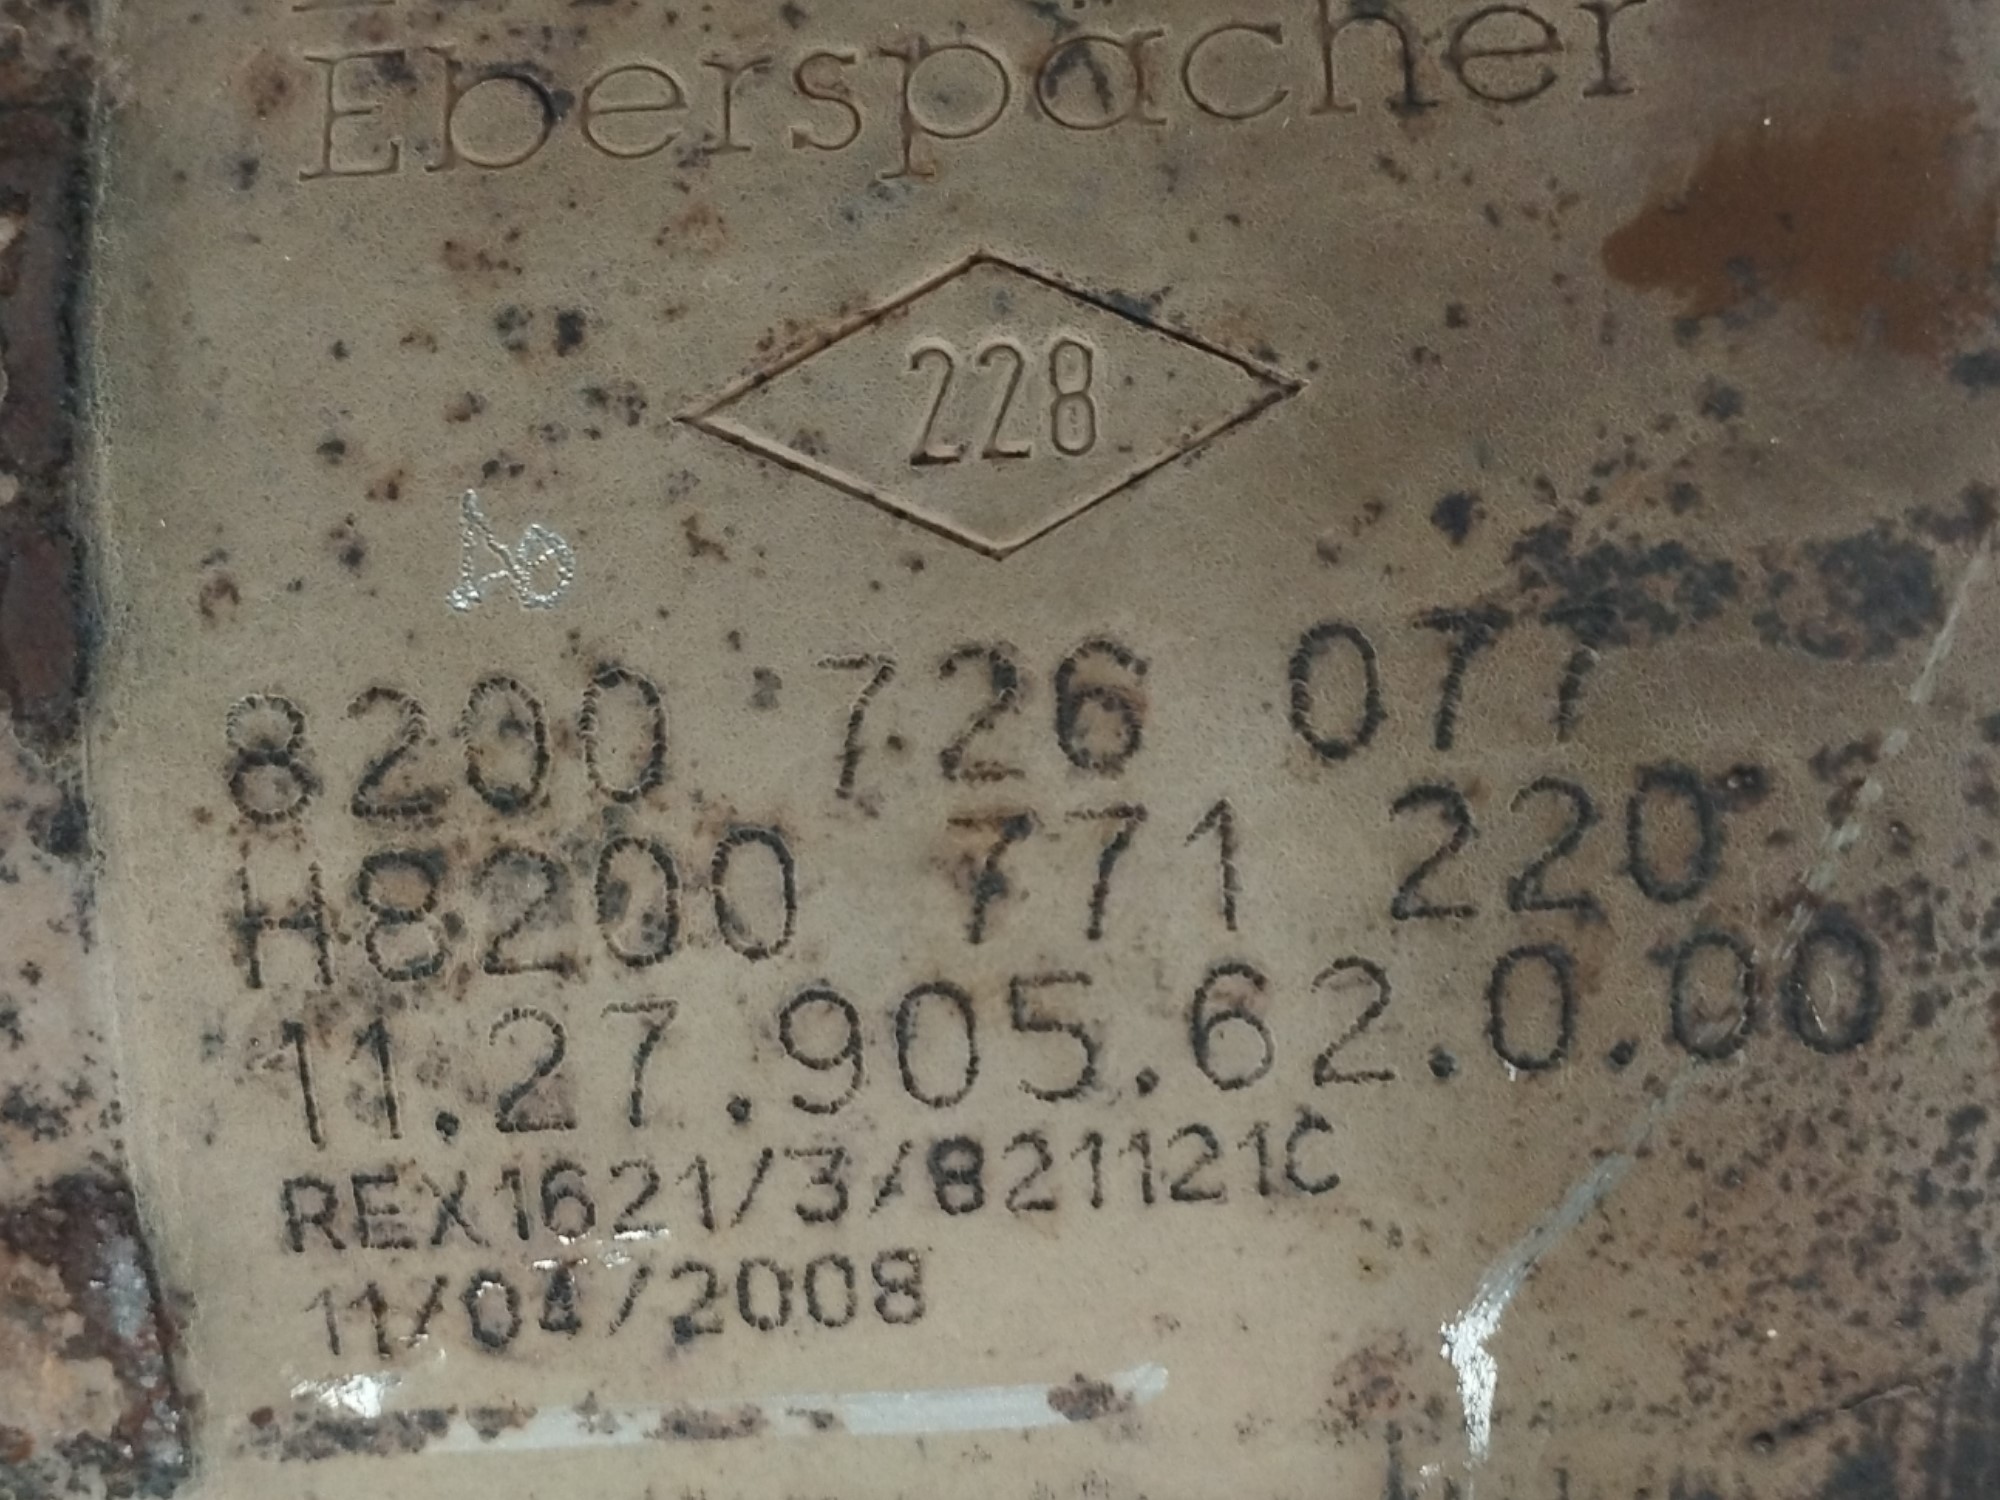 Eberspächer
228
Ao
8200 726 077
H8200 771 220
11.27.905.62.0.00
REX1621/3/821121C
11/04/2008